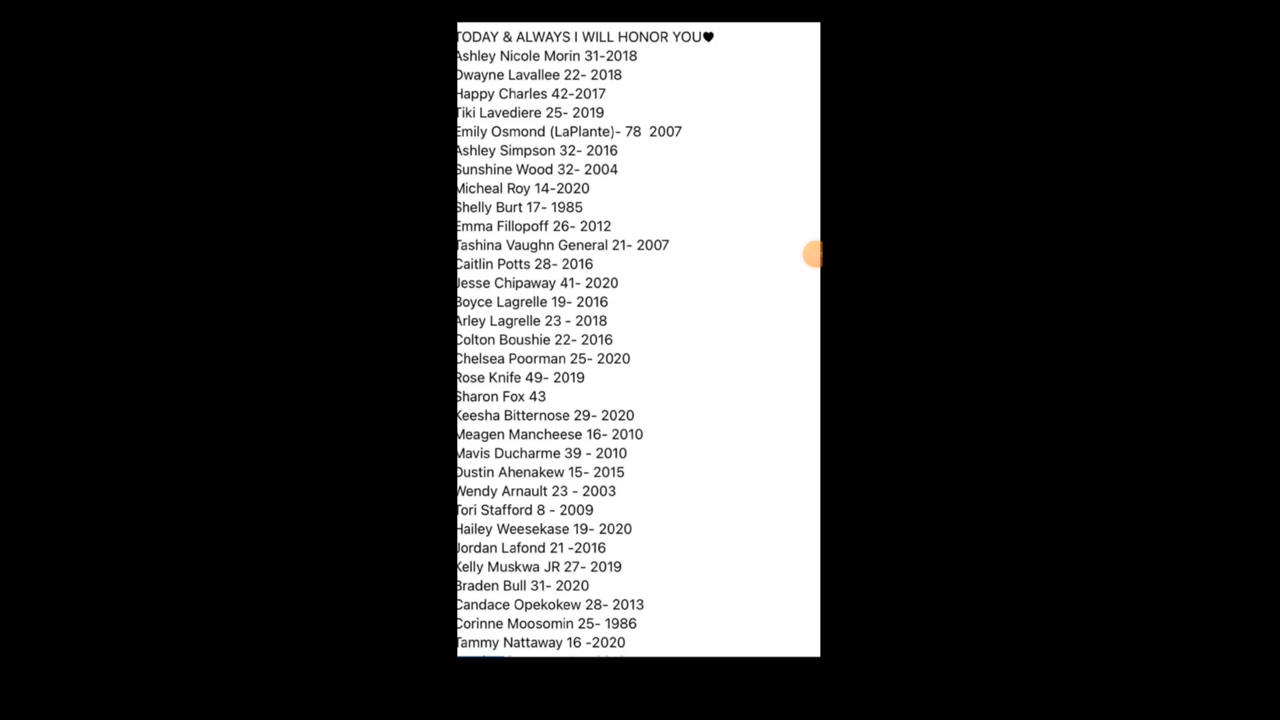 TODAY & ALWAYS I WILL HONOR YOU🖤
Ashley Nicole Morin 31-2018
Dwayne Lavallee 22- 2018
Happy Charles 42-2017
Tiki Lavediere 25- 2019
Emily Osmond (LaPlante)- 78  2007
Ashley Simpson 32- 2016
Sunshine Wood 32- 2004
Micheal Roy 14-2020
Shelly Burt 17- 1985
Emma Fillopoff 26- 2012
Tashina Vaughn General 21- 2007
Caitlin Potts 28- 2016
Jesse Chipaway 41- 2020
Boyce Lagrelle 19- 2016
Arley Lagrelle 23 - 2018
Colton Boushie 22- 2016
Chelsea Poorman 25- 2020
Rose Knife 49- 2019
Sharon Fox 43
Keesha Bitternose 29- 2020
Meagen Mancheese 16- 2010
Mavis Ducharme 39 - 2010
Dustin Ahenakew 15- 2015
Wendy Arnault 23 - 2003
Tori Stafford 8 - 2009
Hailey Weesekase 19- 2020
Jordan Lafond 21 -2016
Kelly Muskwa JR 27- 2019
Braden Bull 31- 2020
Candace Opekokew 28- 2013
Corinne Moosomin 25- 1986
Tammy Nattaway 16 -2020